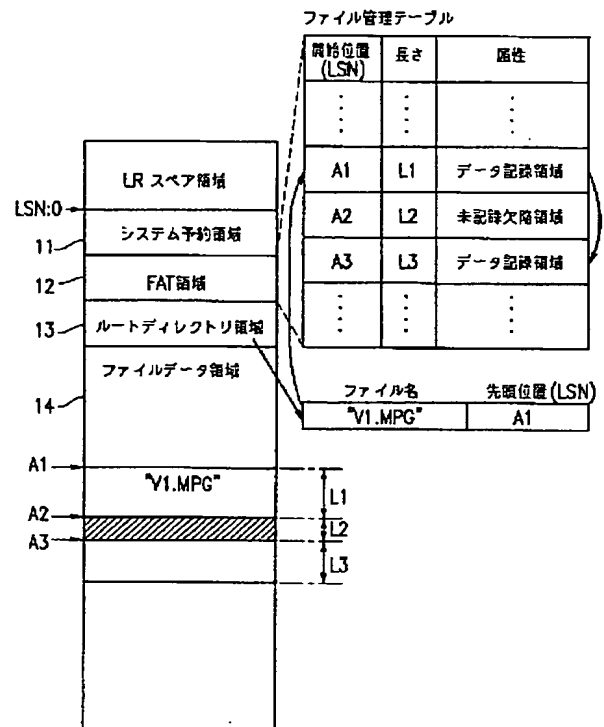 ファイル管理テーブル
開始位置 (LSN) 長さ 属性
A1 L1 データ記録領域
A2 L2 未記録欠陥領域
A3 L3 データ記録領域
LR スペア領域
LSN:0
11 システム予約領域
12 FAT領域
13 ルートディレクトリ領域
ファイルデータ領域
14
ファイル名 先頭位置(LSN)
"V1.MPG" A1
A1
"V1.MPG"
L1
A2
L2
A3
L3